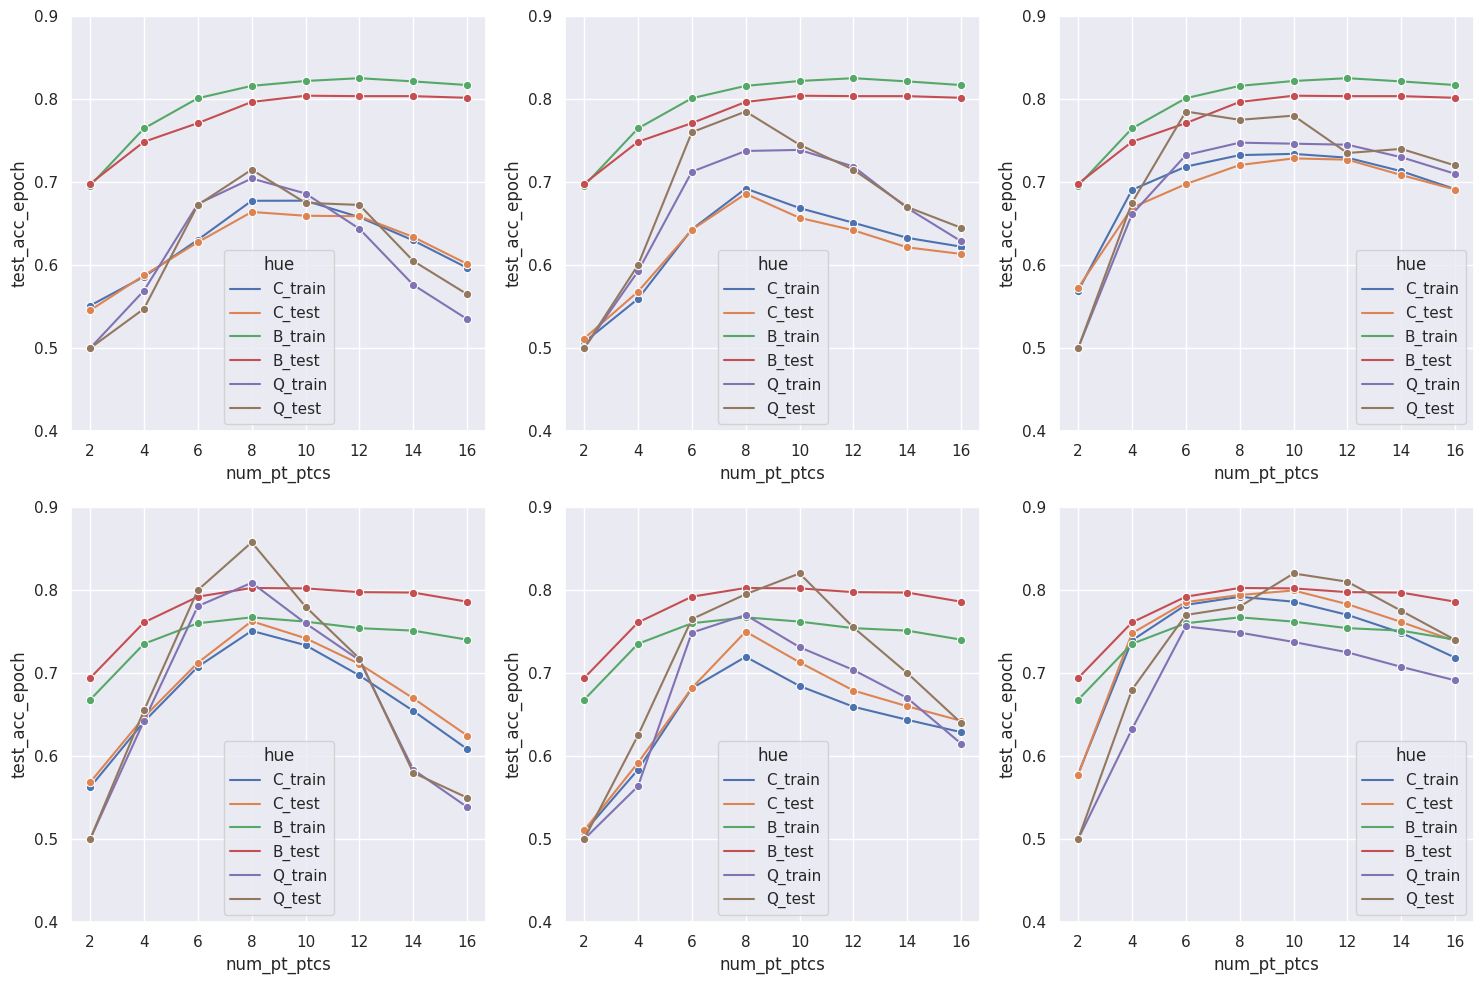 0.9
0.8
0.7
0.6
0.5
0.4
test_acc_epoch
hue
C_train
C_test
B_train
B_test
Q_train
Q_test
2 4 6 8 10 12 14 16
num_pt_ptcs
0.9
0.8
0.7
0.6
0.5
0.4
test_acc_epoch
hue
C_train
C_test
B_train
B_test
Q_train
Q_test
2 4 6 8 10 12 14 16
num_pt_ptcs
0.9
0.8
0.7
0.6
0.5
0.4
test_acc_epoch
hue
C_train
C_test
B_train
B_test
Q_train
Q_test
2 4 6 8 10 12 14 16
num_pt_ptcs
0.9
0.8
0.7
0.6
0.5
0.4
test_acc_epoch
hue
C_train
C_test
B_train
B_test
Q_train
Q_test
2 4 6 8 10 12 14 16
num_pt_ptcs
0.9
0.8
0.7
0.6
0.5
0.4
test_acc_epoch
hue
C_train
C_test
B_train
B_test
Q_train
Q_test
2 4 6 8 10 12 14 16
num_pt_ptcs
0.9
0.8
0.7
0.6
0.5
0.4
test_acc_epoch
hue
C_train
C_test
B_train
B_test
Q_train
Q_test
2 4 6 8 10 12 14 16
num_pt_ptcs